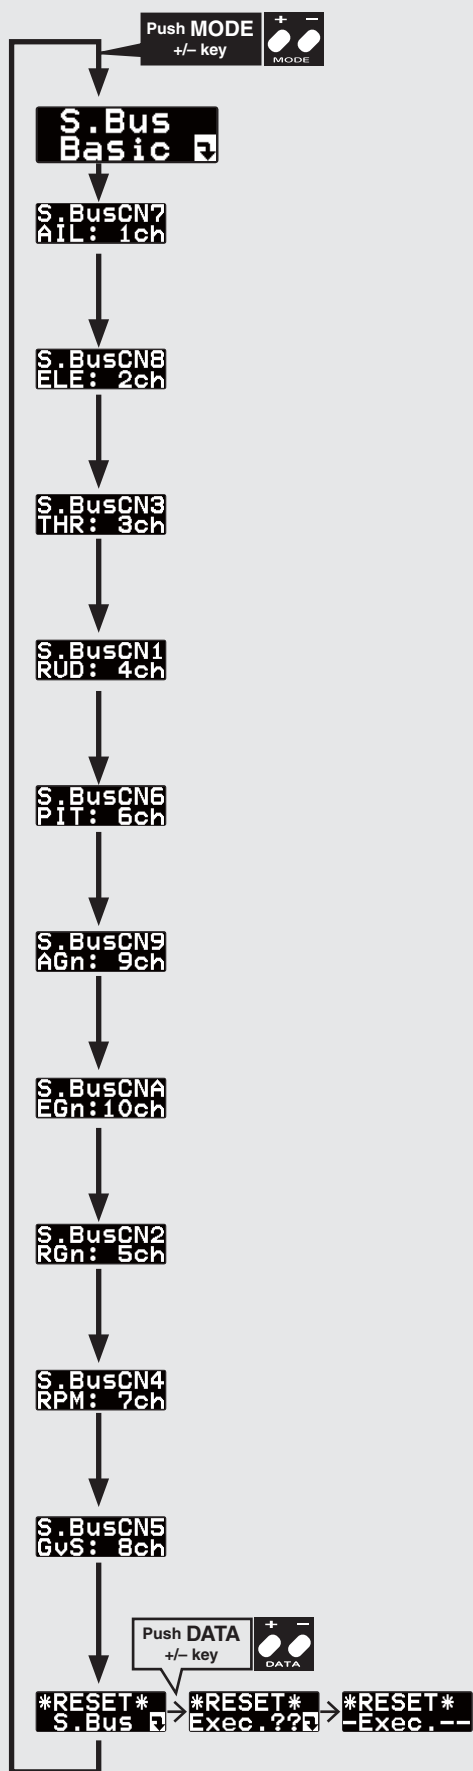 Push MODE
+/– key
+ –
MODE
S.Bus
Basic
S.BusCN7
AIL: 1ch
S.BusCN8
ELE: 2ch
S.BusCN3
THR: 3ch
S.BusCN1
RUD: 4ch
S.BusCN6
PIT: 6ch
S.BusCN9
AGn: 9ch
S.BusCNA
EGn:10ch
S.BusCN2
RGn: 5ch
S.BusCN4
RPM: 7ch
S.BusCN5
GvS: 8ch
Push DATA
+/– key
+ –
DATA
*RESET*
S.Bus
*RESET*
Exec.??
*RESET*
-Exec.--